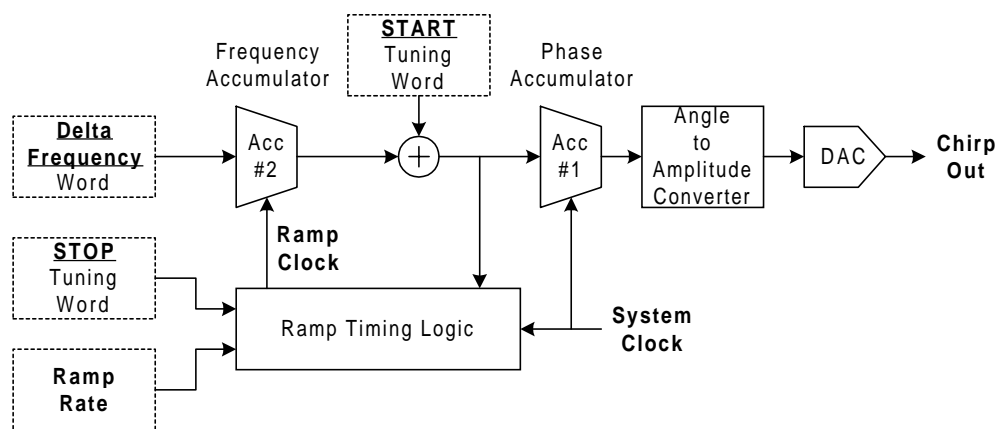 Frequency
Accumulator
START
Tuning
Word
Phase
Accumulator
Delta
Frequency
Word
Acc
#2
+
Acc
#1
Angle
to
Amplitude
Converter
DAC
Chirp
Out
STOP
Tuning
Word
Ramp
Clock
Ramp Timing Logic
System
Clock
Ramp
Rate